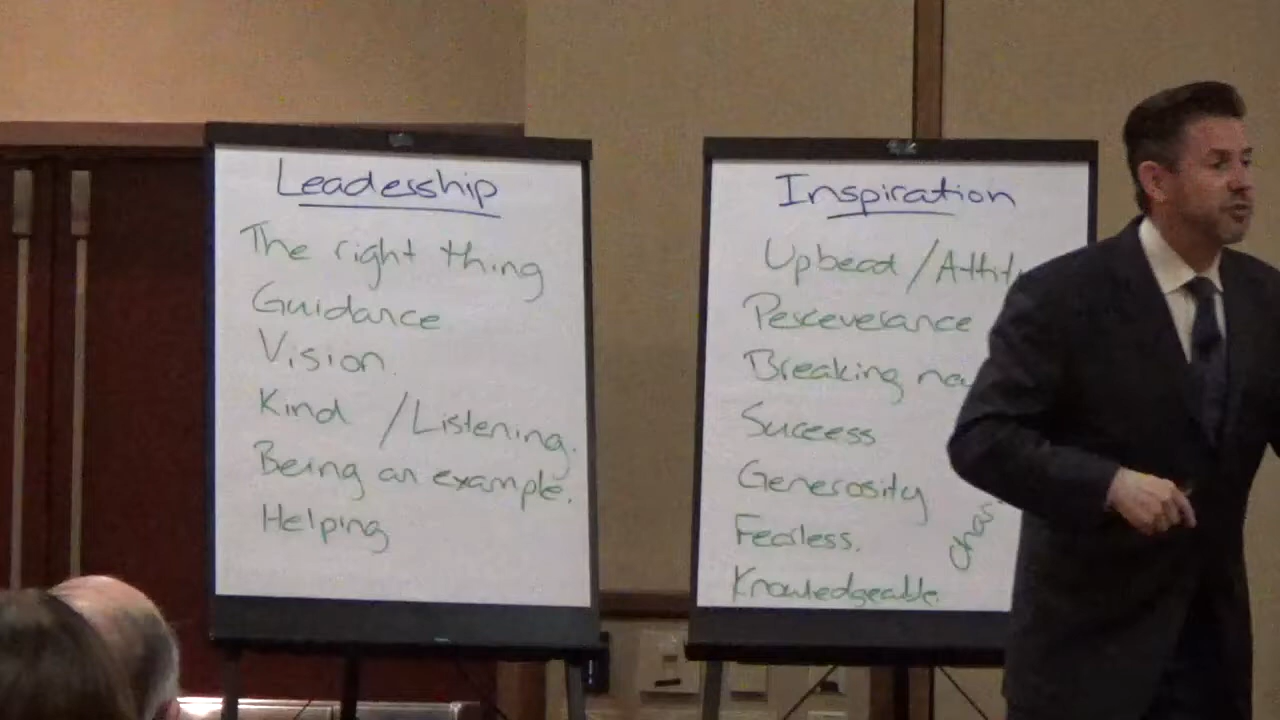 Leadership
The right thing
Guidance
Vision.
Kind /Listening.
Being an example.
Helping
Inspiration
Upbeat /
Perseverance
Breaking
Success
Generosity
Fearless.
Knowledgeable.